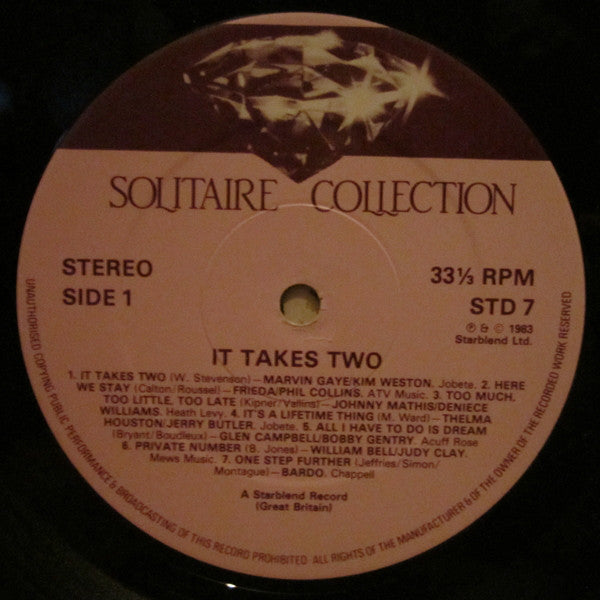 SOLITAIRE COLLECTION
STEREO
SIDE 1
33⅓ RPM
STD 7
℗ & © 1983
Starblend Ltd.
IT TAKES TWO
1. IT TAKES TWO (W. Stevenson)—MARVIN GAYE/KIM WESTON. Jobete. 2. HERE
WE STAY (Calton/Roussel)—FRIEDA/PHIL COLLINS. ATV Music. 3. TOO MUCH,
TOO LITTLE, TOO LATE (Kipner/Vallins)—JOHNNY MATHIS/DENIECE
WILLIAMS. Heath Levy. 4. IT'S A LIFETIME THING (M. Ward)—THELMA
HOUSTON/JERRY BUTLER. Jobete. 5. ALL I HAVE TO DO IS DREAM
(Bryant/Boudleux)—GLEN CAMPBELL/BOBBY GENTRY. Acuff Rose
6. PRIVATE NUMBER (B. Jones)—WILLIAM BELL/JUDY CLAY.
Mews Music. 7. ONE STEP FURTHER (Jeffries/Simon/
Montague)—BARDO. Chappell
A Starblend Record
(Great Britain)
UNAUTHORISED COPYING PUBLIC PERFORMANCE & BROADCASTING OF THIS RECORD PROHIBITED ALL RIGHTS OF THE MANUFACTURER & OF THE OWNER OF THE RECORDED WORK RESERVED